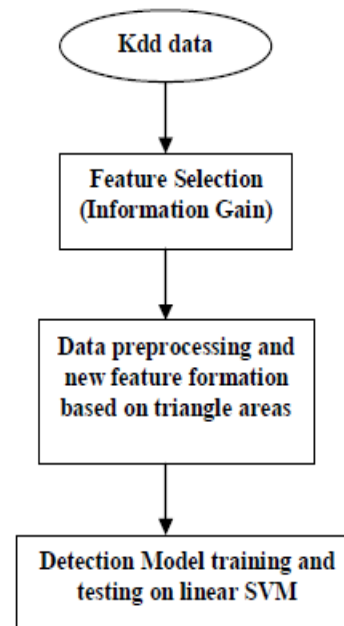 Kdd data
Feature Selection
(Information Gain)
Data preprocessing and
new feature formation
based on triangle areas
Detection Model training and
testing on linear SVM